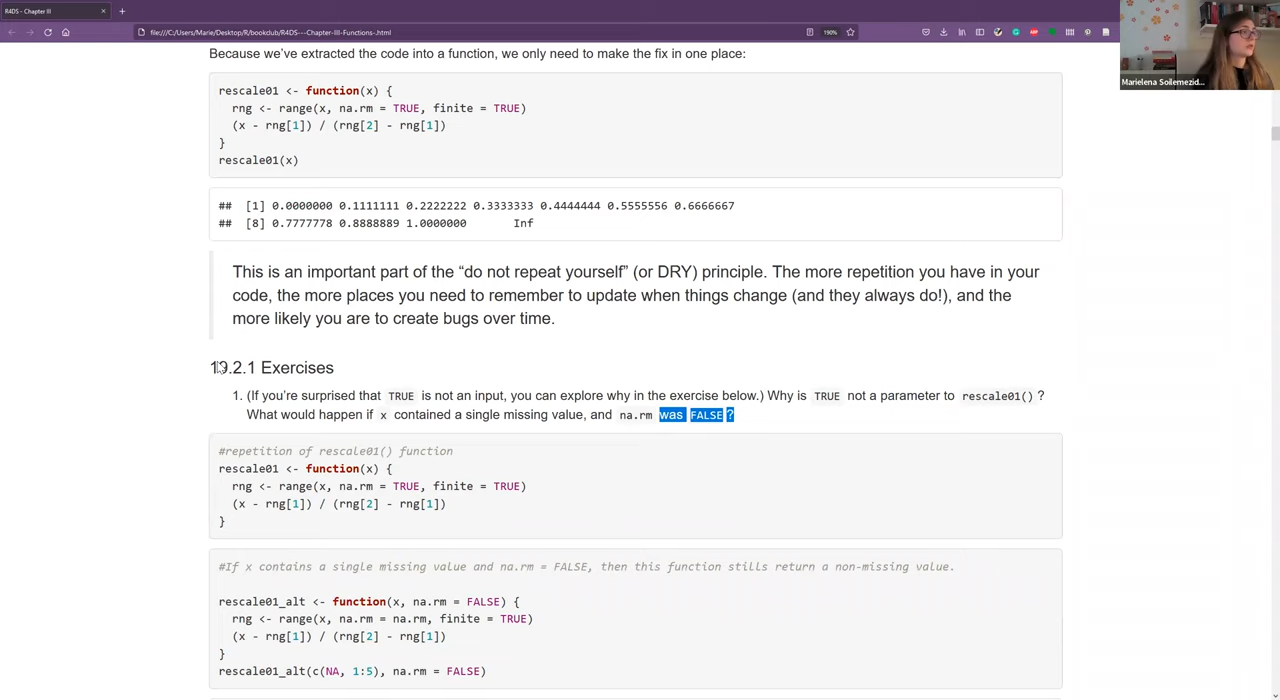 R4DS - Chapter III
file:///C:/Users/Marie/Desktop/R/bookclub/R4DS---Chapter-III-Functions-.html
190%
Marielena Soilemezid...
Because we've extracted the code into a function, we only need to make the fix in one place:
rescale01 <- function(x) {
  rng <- range(x, na.rm = TRUE, finite = TRUE)
  (x - rng[1]) / (rng[2] - rng[1])
}
rescale01(x)
##  [1] 0.0000000 0.1111111 0.2222222 0.3333333 0.4444444 0.5555556 0.6666667
##  [8] 0.7777778 0.8888889 1.0000000       Inf
This is an important part of the “do not repeat yourself” (or DRY) principle. The more repetition you have in your
code, the more places you need to remember to update when things change (and they always do!), and the
more likely you are to create bugs over time.
19.2.1 Exercises
1. (If you're surprised that TRUE is not an input, you can explore why in the exercise below.) Why is TRUE not a parameter to rescale01() ?
What would happen if x contained a single missing value, and na.rm was FALSE ?
#repetition of rescale01() function
rescale01 <- function(x) {
  rng <- range(x, na.rm = TRUE, finite = TRUE)
  (x - rng[1]) / (rng[2] - rng[1])
}
#If x contains a single missing value and na.rm = FALSE, then this function stills return a non-missing value.
rescale01_alt <- function(x, na.rm = FALSE) {
  rng <- range(x, na.rm = na.rm, finite = TRUE)
  (x - rng[1]) / (rng[2] - rng[1])
}
rescale01_alt(c(NA, 1:5), na.rm = FALSE)